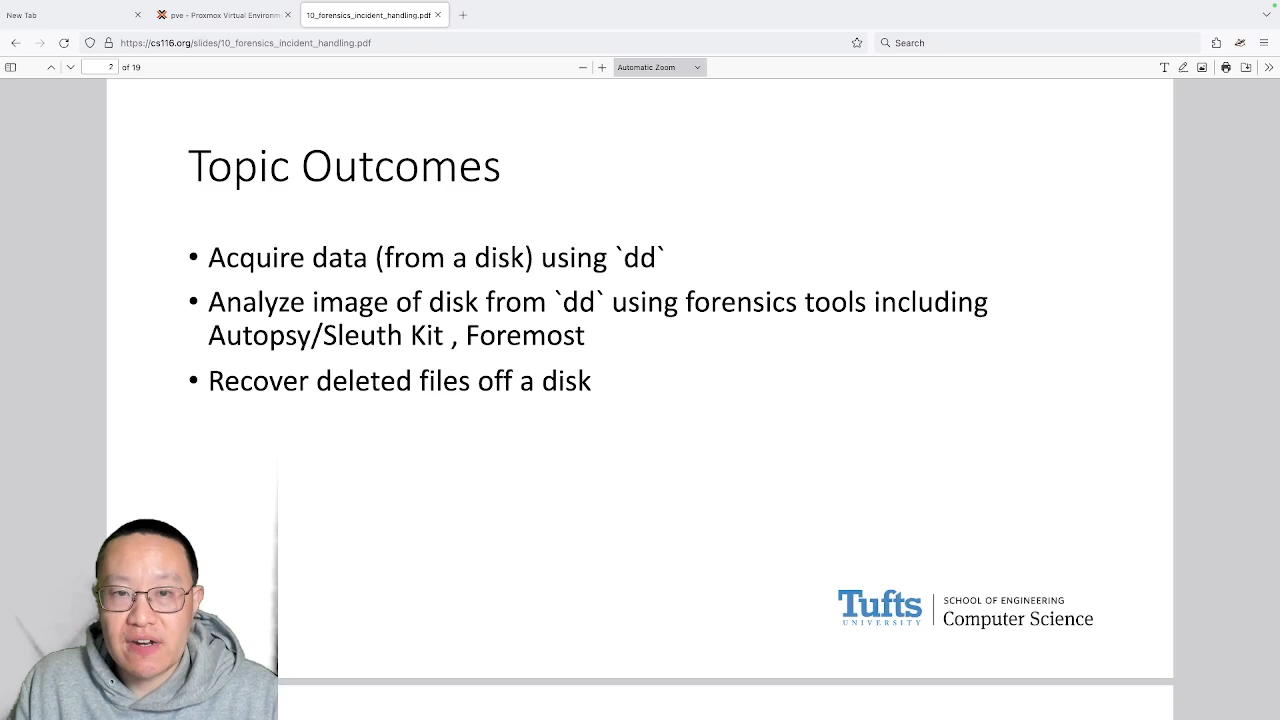 New Tab
pve - Proxmox Virtual Environm
10_forensics_incident_handling.pdf
https://cs116.org/slides/10_forensics_incident_handling.pdf
Search
2 of 19
Automatic Zoom
Topic Outcomes
• Acquire data (from a disk) using `dd`
• Analyze image of disk from `dd` using forensics tools including
Autopsy/Sleuth Kit , Foremost
• Recover deleted files off a disk
Tufts
UNIVERSITY
SCHOOL OF ENGINEERING
Computer Science